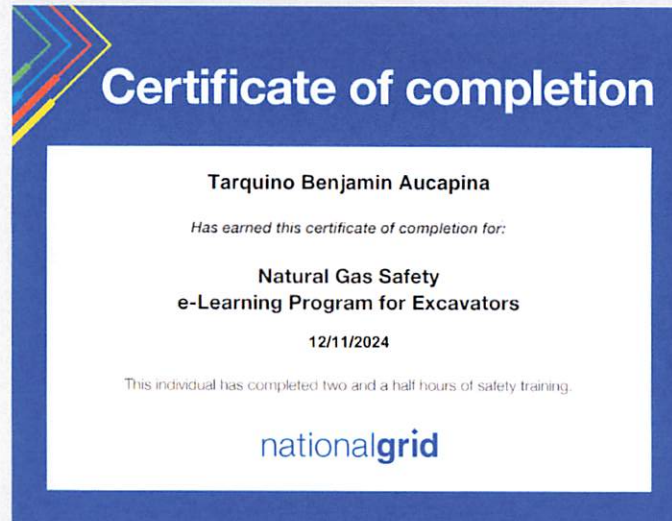 Certificate of completion
Tarquino Benjamin Aucapina
Has earned this certificate of completion for:
Natural Gas Safety
e-Learning Program for Excavators
12/11/2024
This individual has completed two and a half hours of safety training.
nationalgrid